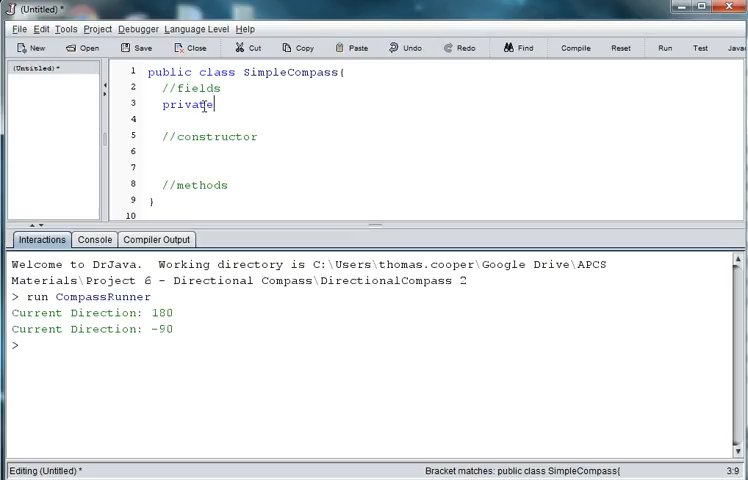 (Untitled) *
File Edit Tools Project Debugger Language Level Help
New Open Save Close Cut Copy Paste Undo Redo Find Compile Reset Run Test
(Untitled) *
1 public class SimpleCompass{
2 //fields
3 private
4
5 //constructor
6
7
8 //methods
9 }
10
Interactions Console Compiler Output
Welcome to DrJava. Working directory is C:\Users\thomas.cooper\Google Drive\APCS
Materials\Project 6 - Directional Compass\DirectionalCompass 2
> run CompassRunner
Current Direction: 180
Current Direction: -90
>
Editing (Untitled) * Bracket matches: public class SimpleCompass{ 3:9